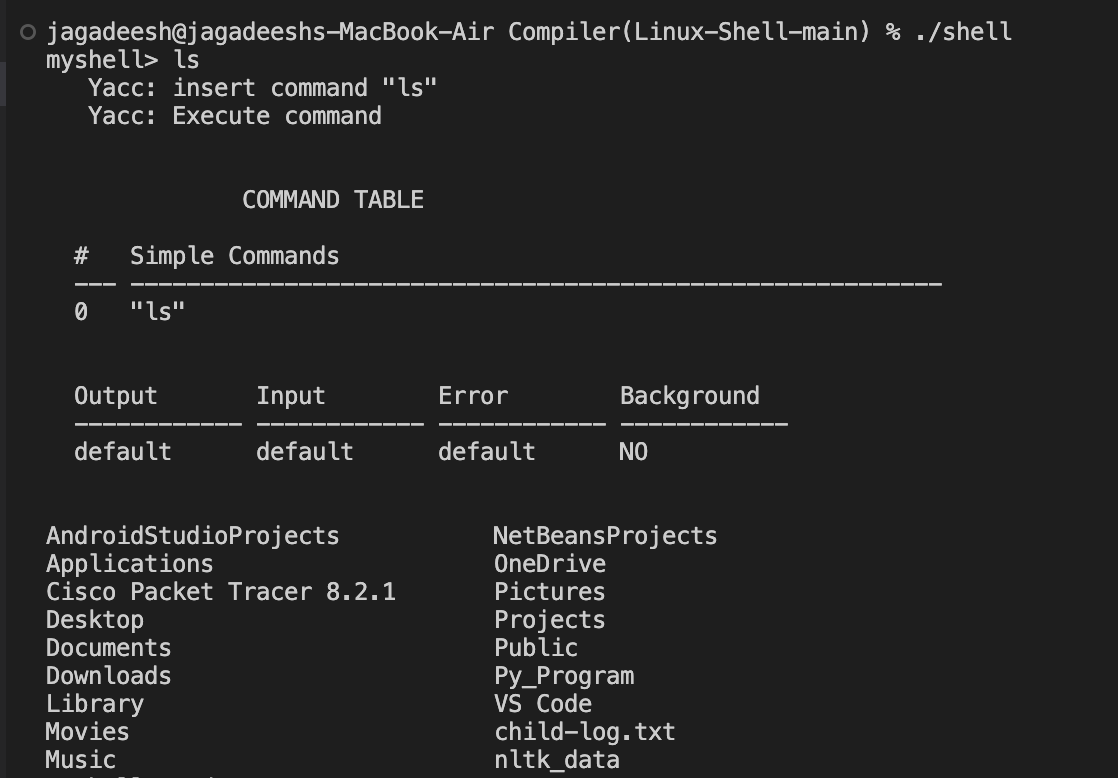 jagadeesh@jagadeeshs-MacBook-Air Compiler(Linux-Shell-main) % ./shell
myshell> ls
   Yacc: insert command "ls"
   Yacc: Execute command
COMMAND TABLE
#   Simple Commands
--- ----------------------------------------------------------
0   "ls"
Output       Input        Error        Background
------------ ------------ ------------ ------------
default      default      default      NO
AndroidStudioProjects           NetBeansProjects
Applications                    OneDrive
Cisco Packet Tracer 8.2.1       Pictures
Desktop                         Projects
Documents                       Public
Downloads                       Py_Program
Library                         VS Code
Movies                          child-log.txt
Music                           nltk_data